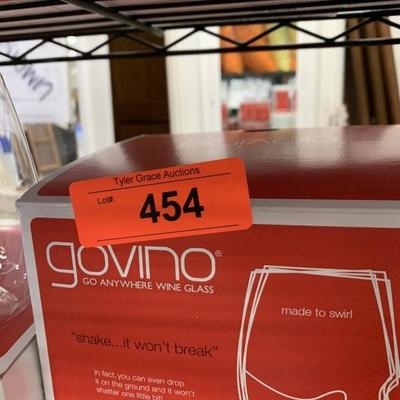 Tyler Grace Auctions
Lot#:
454
govino®
GO ANYWHERE WINE GLASS
made to swirl
"shake...it won't break"
in fact, you can even drop
it on the ground and it won't
shatter one little bit!